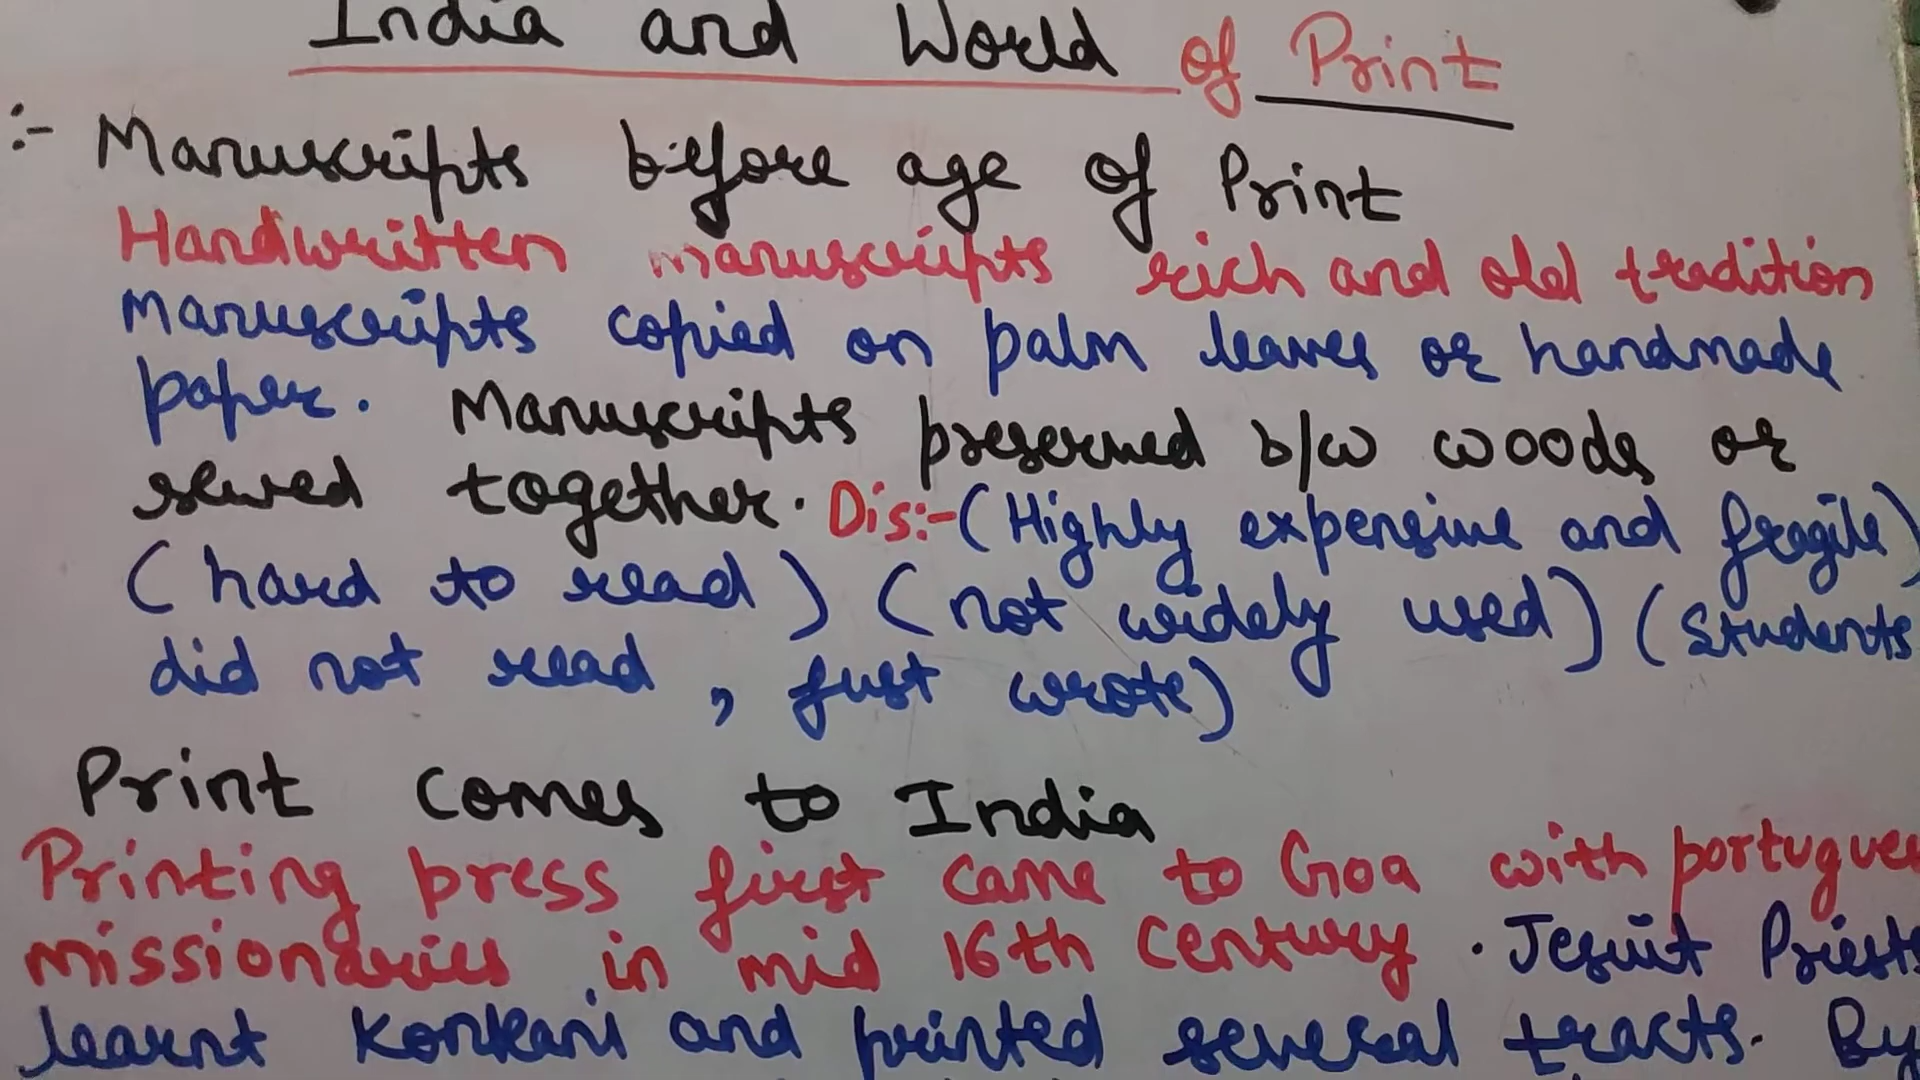 India and World of Print
:- Manuscripts before age of Print
Handwritten manuscripts rich and old tradition
Manuscripts copied on palm leaves or handmade
paper. Manuscripts preserved b/w woods or
sewed together. Dis:- (Highly expensive and fragile)
(hard to read) (not widely used) (Students
did not read, just wrote)
Print comes to India
Printing press first came to Goa with portugues
missionaries in mid 16th Century. Jesuit Priests
learnt Konkani and printed several tracts. By